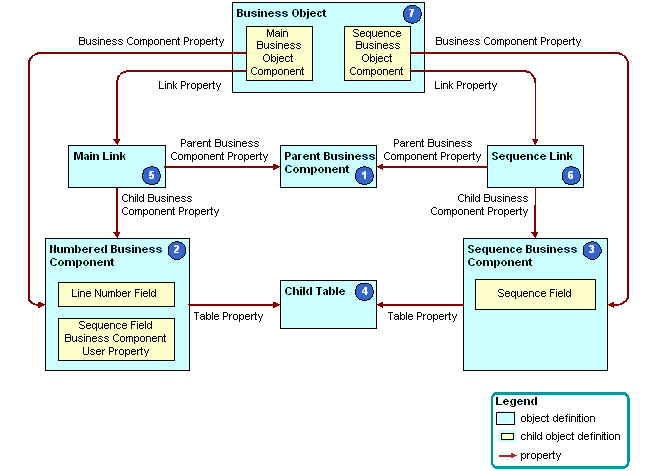 Business Object
7
Main
Business
Object
Component
Sequence
Business
Object
Component
Business Component Property
Business Component Property
Link Property
Link Property
Main Link
5
Parent Business
Component Property
Parent Business
Component
1
Parent Business
Component Property
Sequence Link
6
Child Business
Component Property
Child Business
Component Property
Numbered Business
Component
2
Line Number Field
Sequence Field
Business Component
User Property
Table Property
Child Table
4
Table Property
Sequence Business
Component
3
Sequence Field
Legend
object definition
child object definition
property